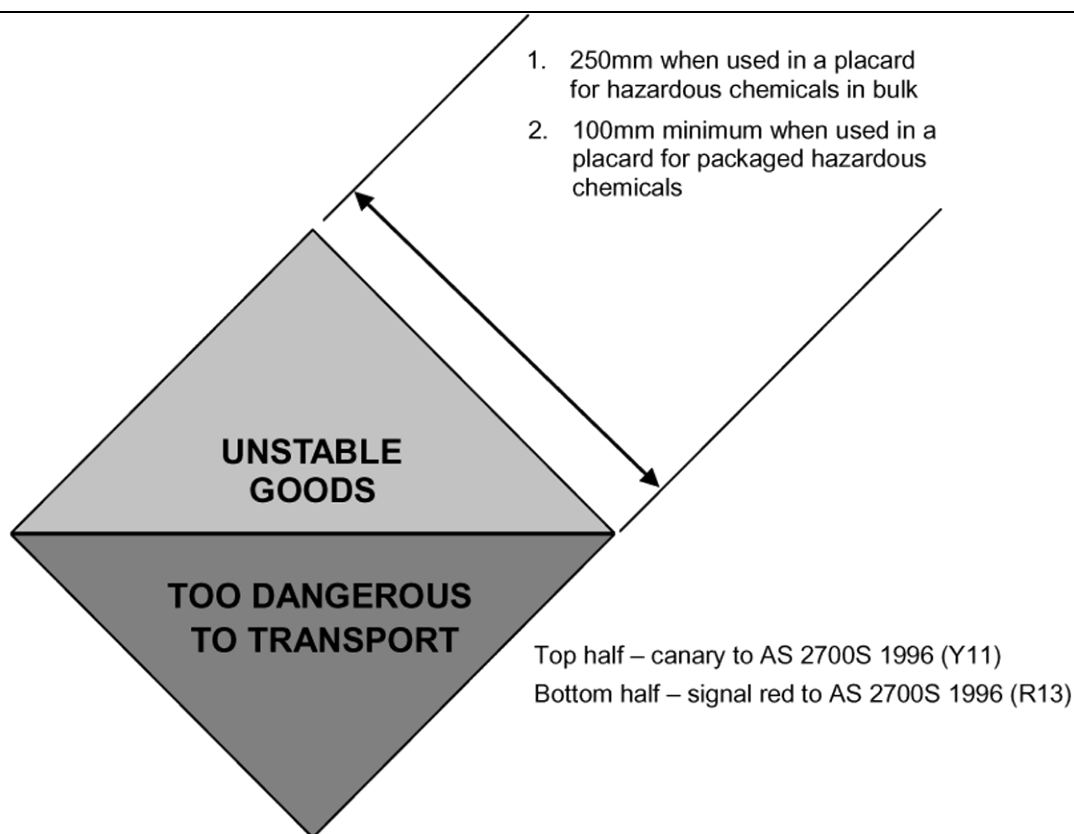 1. 250mm when used in a placard
for hazardous chemicals in bulk
2. 100mm minimum when used in a
placard for packaged hazardous
chemicals
UNSTABLE
GOODS
TOO DANGEROUS
TO TRANSPORT
Top half – canary to AS 2700S 1996 (Y11)
Bottom half – signal red to AS 2700S 1996 (R13)